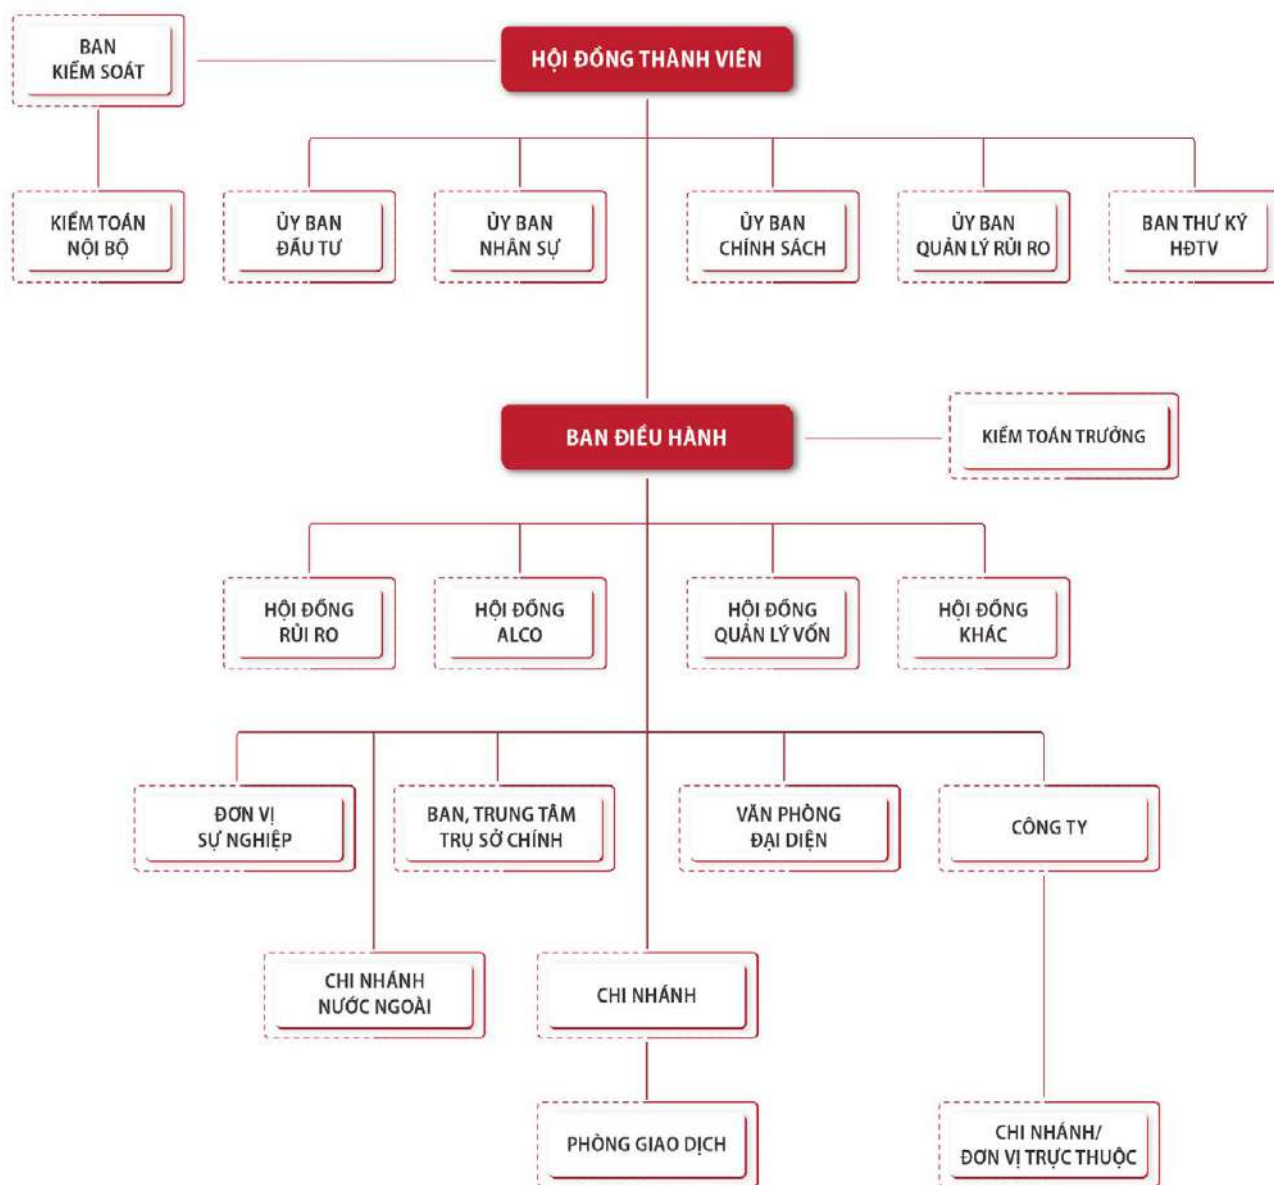 BAN
KIỂM SOÁT
HỘI ĐỒNG THÀNH VIÊN
KIỂM TOÁN
NỘI BỘ
ỦY BAN
ĐẦU TƯ
ỦY BAN
NHÂN SỰ
ỦY BAN
CHÍNH SÁCH
ỦY BAN
QUẢN LÝ RỦI RO
BAN THƯ KÝ
HĐTV
BAN ĐIỀU HÀNH
KIỂM TOÁN TRƯỞNG
HỘI ĐỒNG
RỦI RO
HỘI ĐỒNG
ALCO
HỘI ĐỒNG
QUẢN LÝ VỐN
HỘI ĐỒNG
KHÁC
ĐƠN VỊ
SỰ NGHIỆP
BAN, TRUNG TÂM
TRỤ SỞ CHÍNH
VĂN PHÒNG
ĐẠI DIỆN
CÔNG TY
CHI NHÁNH
NƯỚC NGOÀI
CHI NHÁNH
PHÒNG GIAO DỊCH
CHI NHÁNH/
ĐƠN VỊ TRỰC THUỘC